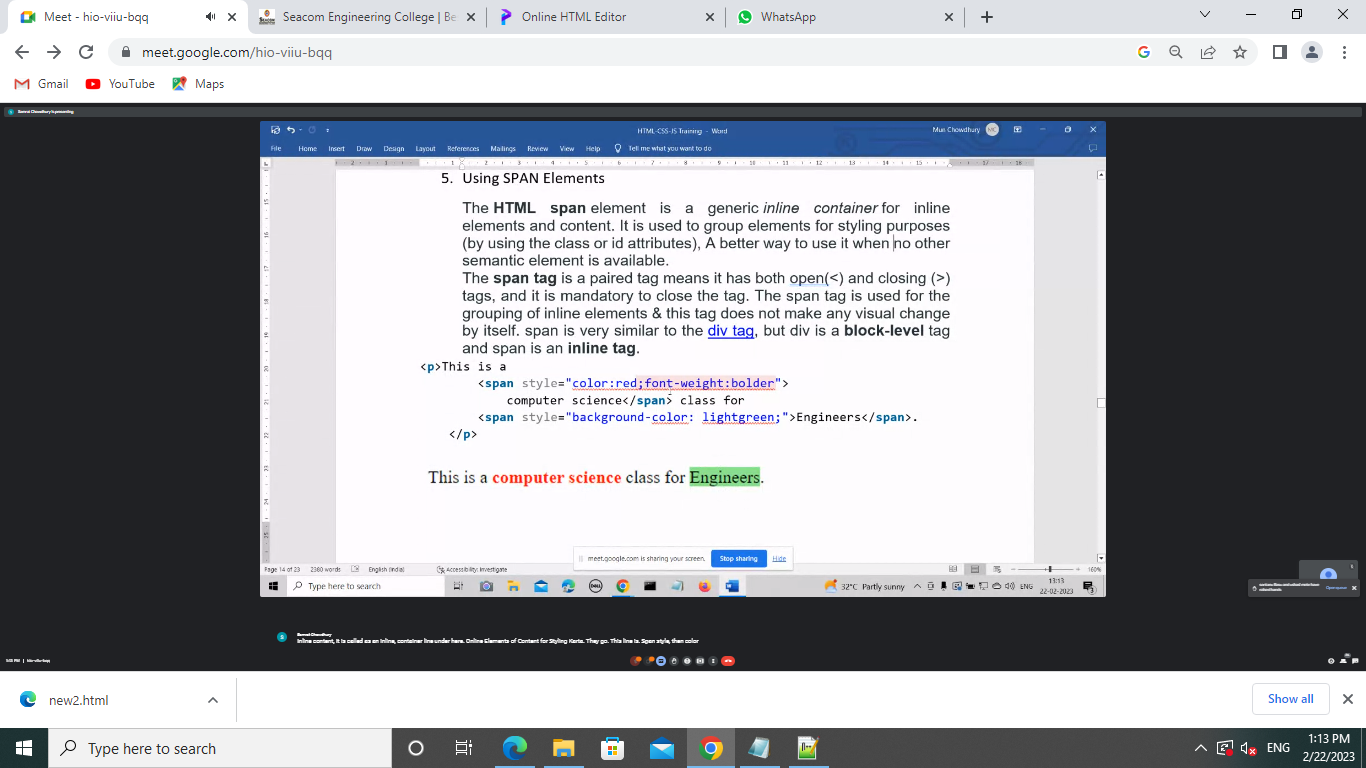 Meet - hio-viiu-bqq
Seacom Engineering College | Be
Online HTML Editor
WhatsApp
meet.google.com/hio-viiu-bqq
Gmail YouTube Maps
HTML-CSS-JS Training - Word
Mun Chowdhury MC
File Home Insert Draw Design Layout References Mailings Review View Help Tell me what you want to do
5. Using SPAN Elements
The HTML span element is a generic inline container for inline
elements and content. It is used to group elements for styling purposes
(by using the class or id attributes), A better way to use it when no other
semantic element is available.
The span tag is a paired tag means it has both open(<) and closing (>)
tags, and it is mandatory to close the tag. The span tag is used for the
grouping of inline elements & this tag does not make any visual change
by itself. span is very similar to the div tag, but div is a block-level tag
and span is an inline tag.
<p>This is a
<span style="color:red;font-weight:bolder">
computer science</span> class for
<span style="background-color: lightgreen;">Engineers</span>.
</p>
This is a computer science class for Engineers.
meet.google.com is sharing your screen. Stop sharing Hide
Page 14 of 23 2380 words English (India) Accessibility: Investigate 160%
Type here to search 32°C Partly sunny ENG 13:13
22-02-2023
Inline content, it is called as an inline, container line under here. Online Elements of Content for Styling Karta. They go. This line is. Span style, then color
new2.html
Show all
Type here to search
ENG
1:13 PM
2/22/2023